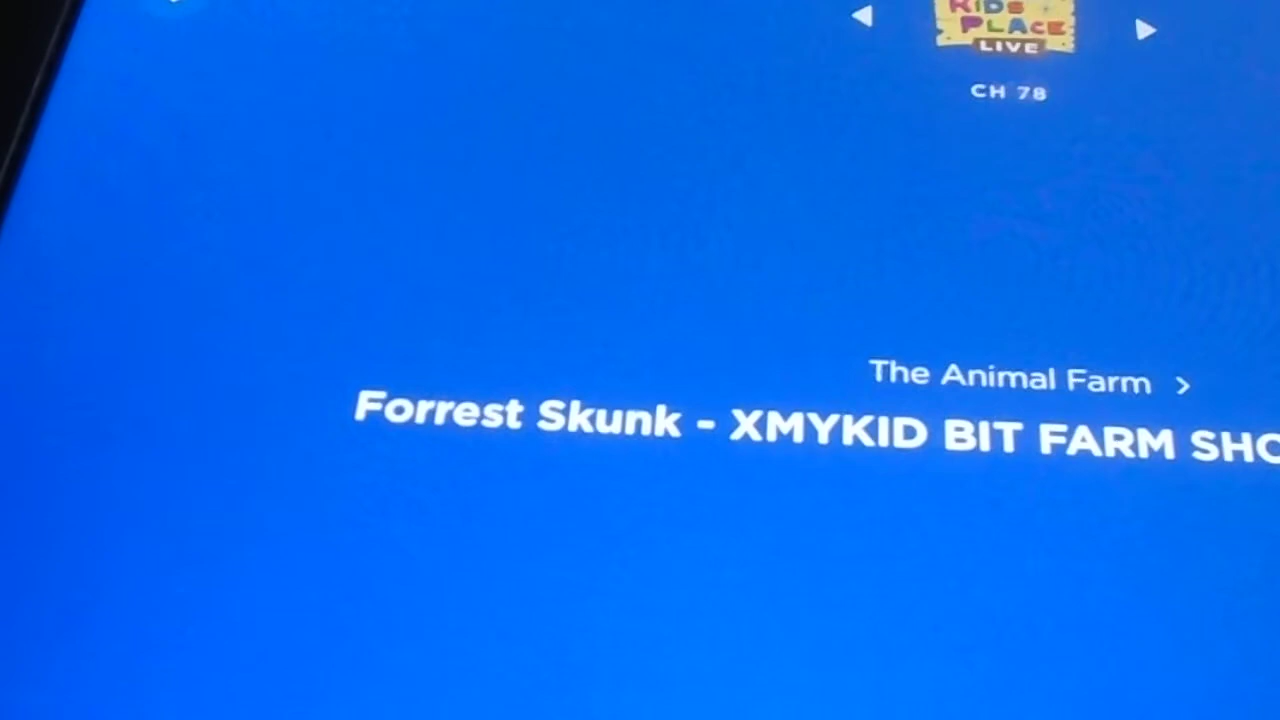 KIDS
PLACE
LIVE
CH 78
The Animal Farm
Forrest Skunk - XMYKID BIT FARM SHO